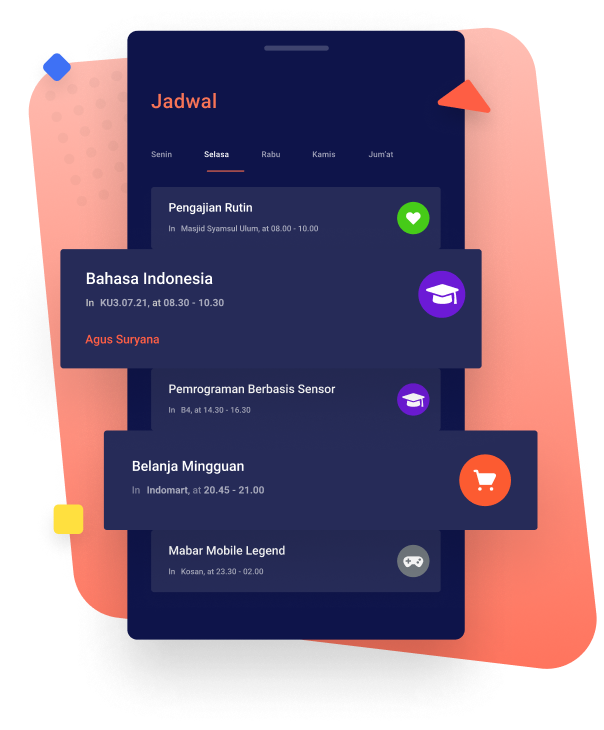 Jadwal
Senin Selasa Rabu Kamis Jum'at
Pengajian Rutin
In Masjid Syamsul Ulum, at 08.00 - 10.00
Bahasa Indonesia
In KU3.07.21, at 08.30 - 10.30
Agus Suryana
Pemrograman Berbasis Sensor
In B4, at 14.30 - 16.30
Belanja Mingguan
In Indomart, at 20.45 - 21.00
Mabar Mobile Legend
In Kosan, at 23.30 - 02.00